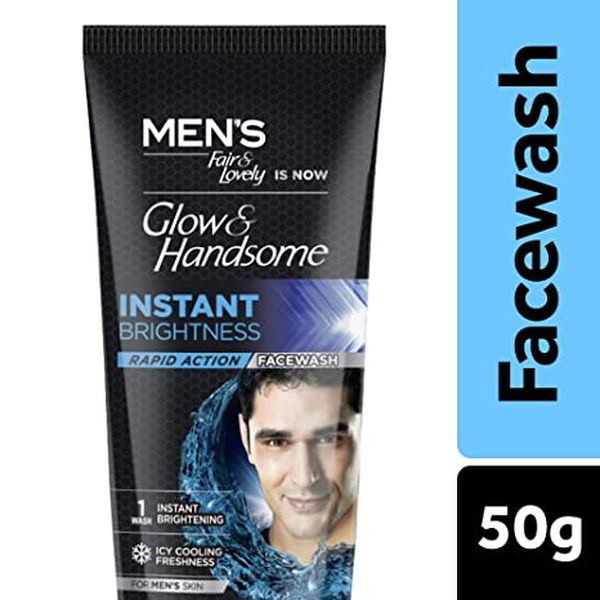 MEN'S
Fair &
Lovely IS NOW
Glow &
Handsome
INSTANT
BRIGHTNESS
RAPID ACTION FACEWASH
1 WASH INSTANT BRIGHTENING
ICY COOLING
FRESHNESS
FOR MEN'S SKIN
Facewash
50g